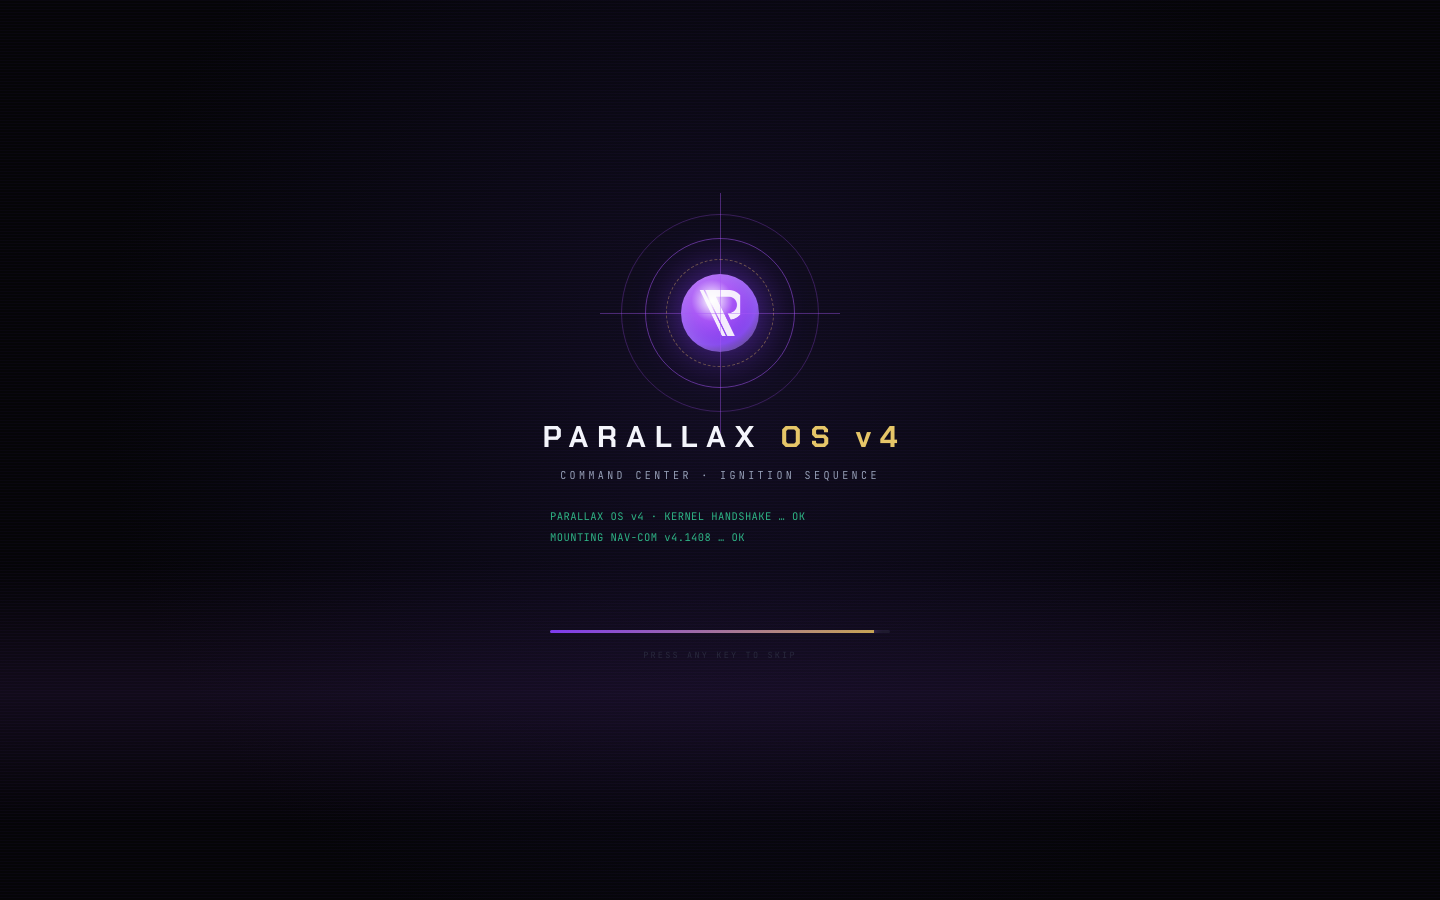 PARALLAX OS v4
COMMAND CENTER · IGNITION SEQUENCE
PARALLAX OS v4 · KERNEL HANDSHAKE … OK
MOUNTING NAV-COM v4.1408 … OK
PRESS ANY KEY TO SKIP